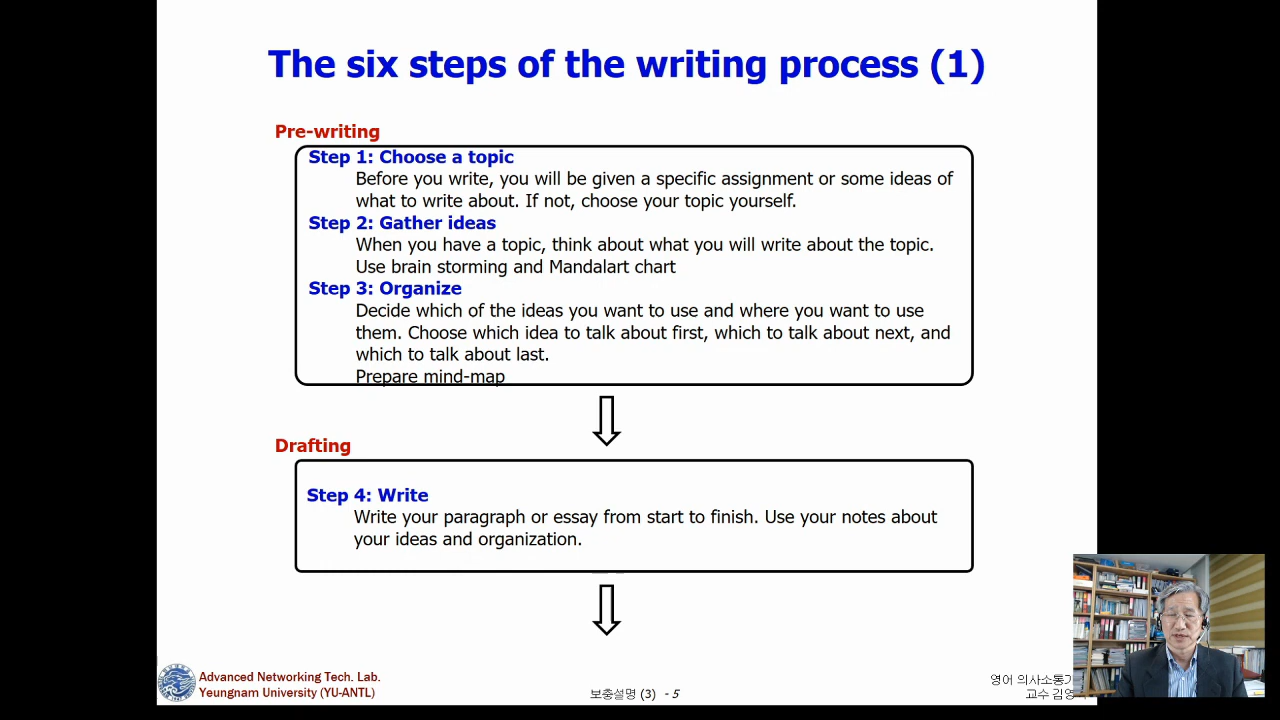 The six steps of the writing process (1)
Pre-writing
Step 1: Choose a topic
Before you write, you will be given a specific assignment or some ideas of
what to write about. If not, choose your topic yourself.
Step 2: Gather ideas
When you have a topic, think about what you will write about the topic.
Use brain storming and Mandalart chart
Step 3: Organize
Decide which of the ideas you want to use and where you want to use
them. Choose which idea to talk about first, which to talk about next, and
which to talk about last.
Prepare mind-map
Drafting
Step 4: Write
Write your paragraph or essay from start to finish. Use your notes about
your ideas and organization.
Advanced Networking Tech. Lab.
Yeungnam University (YU-ANTL)
보충설명 (3) - 5
영어 의사소통
교수 김